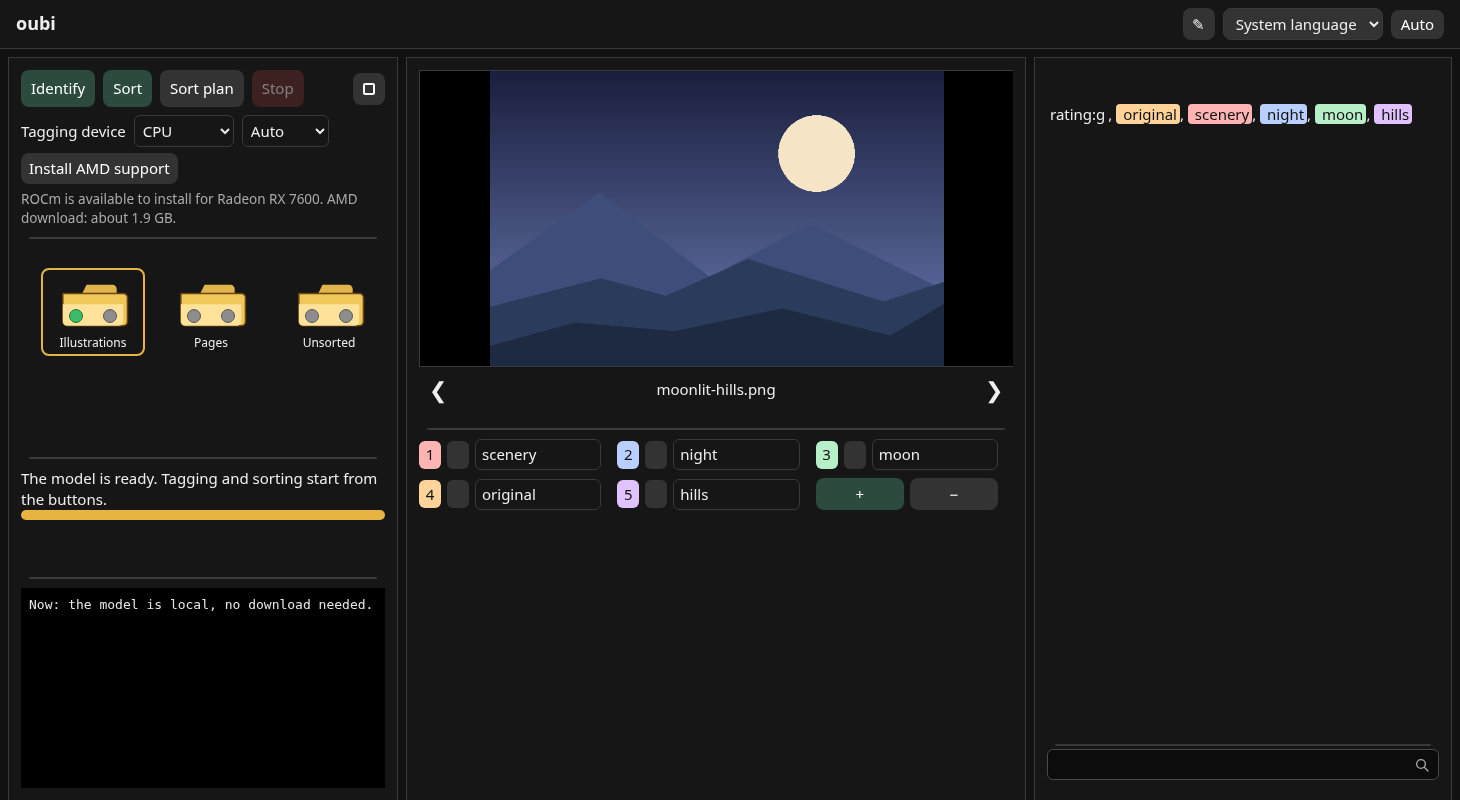 oubi
✎ System language Auto
Identify Sort Sort plan Stop
Tagging device CPU Auto
Install AMD support
ROCm is available to install for Radeon RX 7600. AMD
download: about 1.9 GB.
Illustrations Pages Unsorted
The model is ready. Tagging and sorting start from
the buttons.
Now: the model is local, no download needed.
❮ moonlit-hills.png ❯
1 scenery 2 night 3 moon
4 original 5 hills + −
rating:g, original, scenery, night, moon, hills